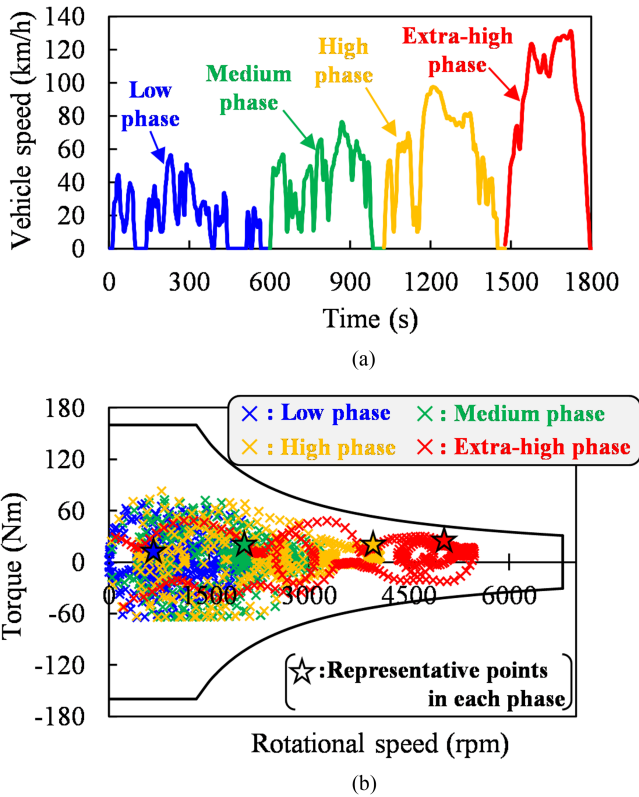 140
120
100
80
60
40
20
0
Vehicle speed (km/h)
Low
phase
Medium
phase
High
phase
Extra-high
phase
0 300 600 900 1200 1500 1800
Time (s)
(a)
180
120
60
0
-60
-120
-180
Torque (Nm)
× : Low phase × : Medium phase
× : High phase × : Extra-high phase
0 1500 3000 4500 6000
☆ : Representative points
in each phase
Rotational speed (rpm)
(b)